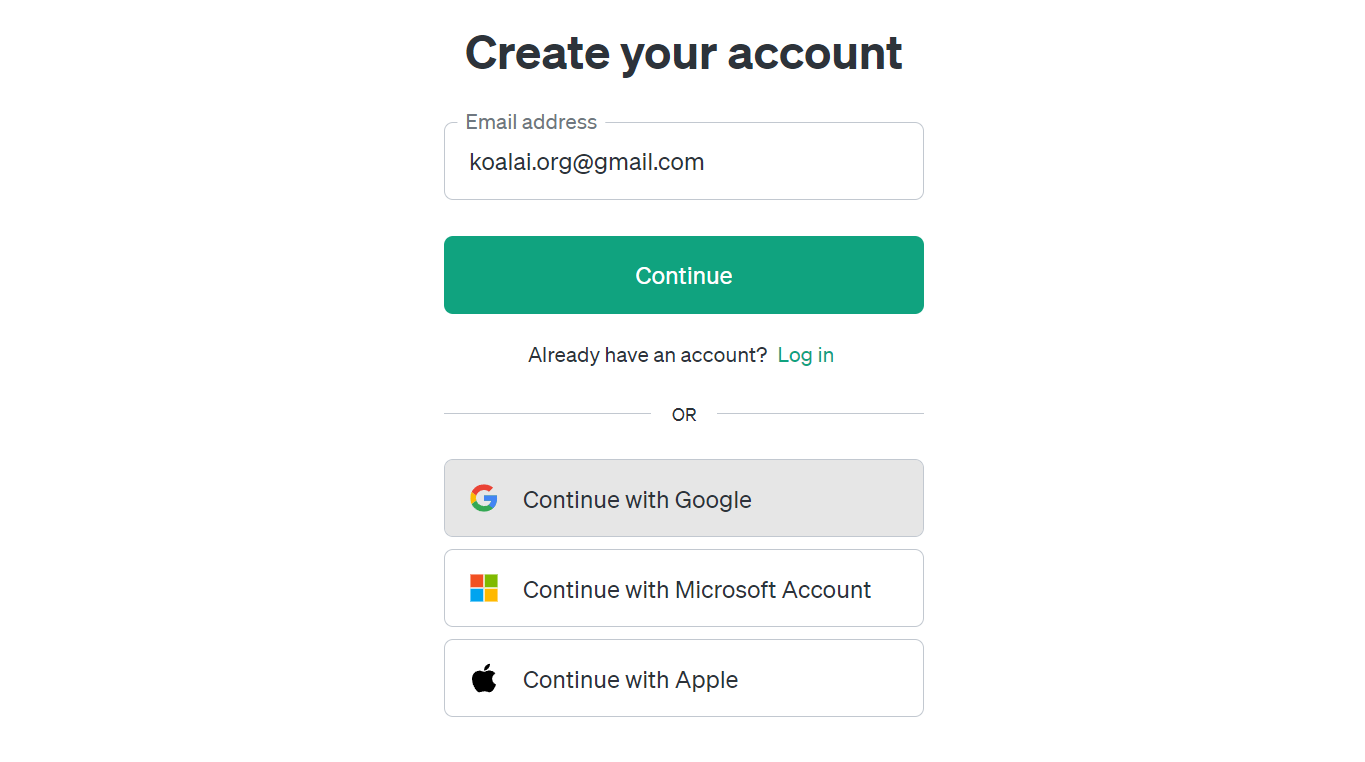 Create your account
Email address
koalai.org@gmail.com
Continue
Already have an account? Log in
OR
Continue with Google
Continue with Microsoft Account
Continue with Apple